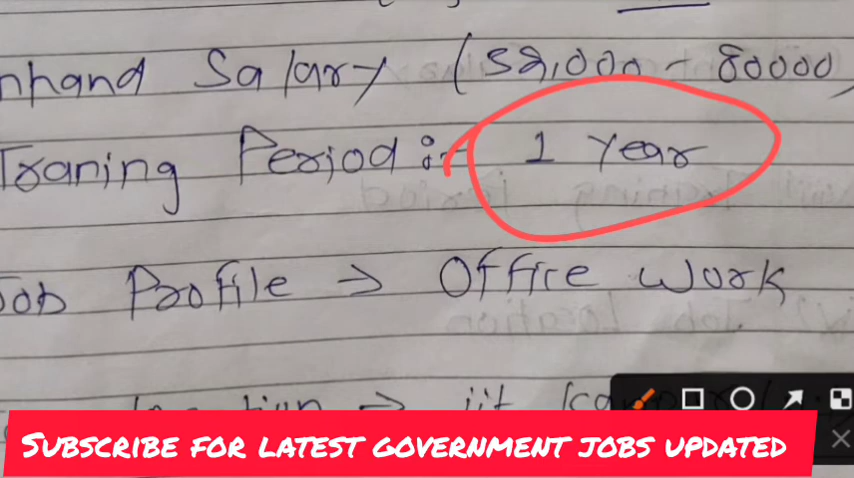 nhand Salary (52,000 - 80000
Traning Period :- 1 Year
Job Profile → Office Work
→ iit
SUBSCRIBE FOR LATEST GOVERNMENT JOBS UPDATED